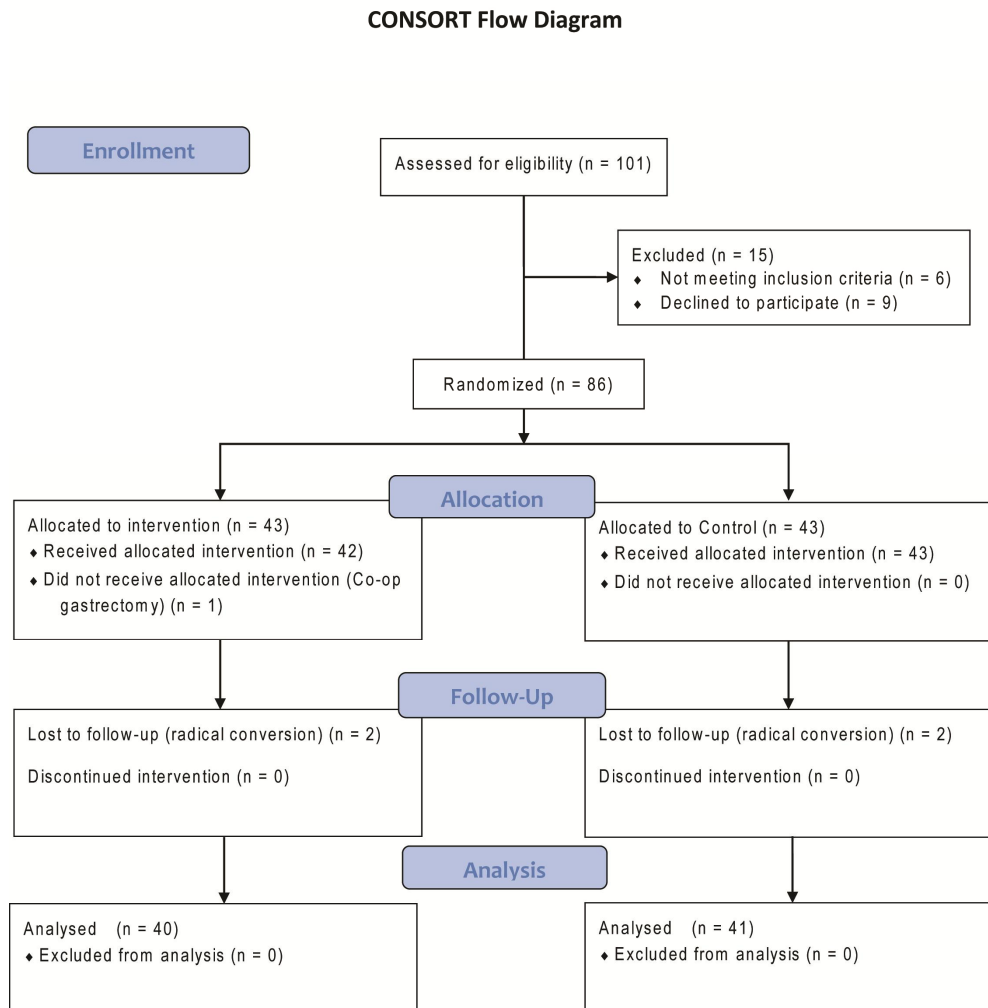 CONSORT Flow Diagram
Enrollment
Assessed for eligibility (n = 101)
Excluded (n = 15)
♦ Not meeting inclusion criteria (n = 6)
♦ Declined to participate (n = 9)
Randomized (n = 86)
Allocation
Allocated to intervention (n = 43)
♦ Received allocated intervention (n = 42)
♦ Did not receive allocated intervention (Co-op
gastrectomy) (n = 1)
Allocated to Control (n = 43)
♦ Received allocated intervention (n = 43)
♦ Did not receive allocated intervention (n = 0)
Follow-Up
Lost to follow-up (radical conversion) (n = 2)
Discontinued intervention (n = 0)
Lost to follow-up (radical conversion) (n = 2)
Discontinued intervention (n = 0)
Analysis
Analysed (n = 40)
♦ Excluded from analysis (n = 0)
Analysed (n = 41)
♦ Excluded from analysis (n = 0)